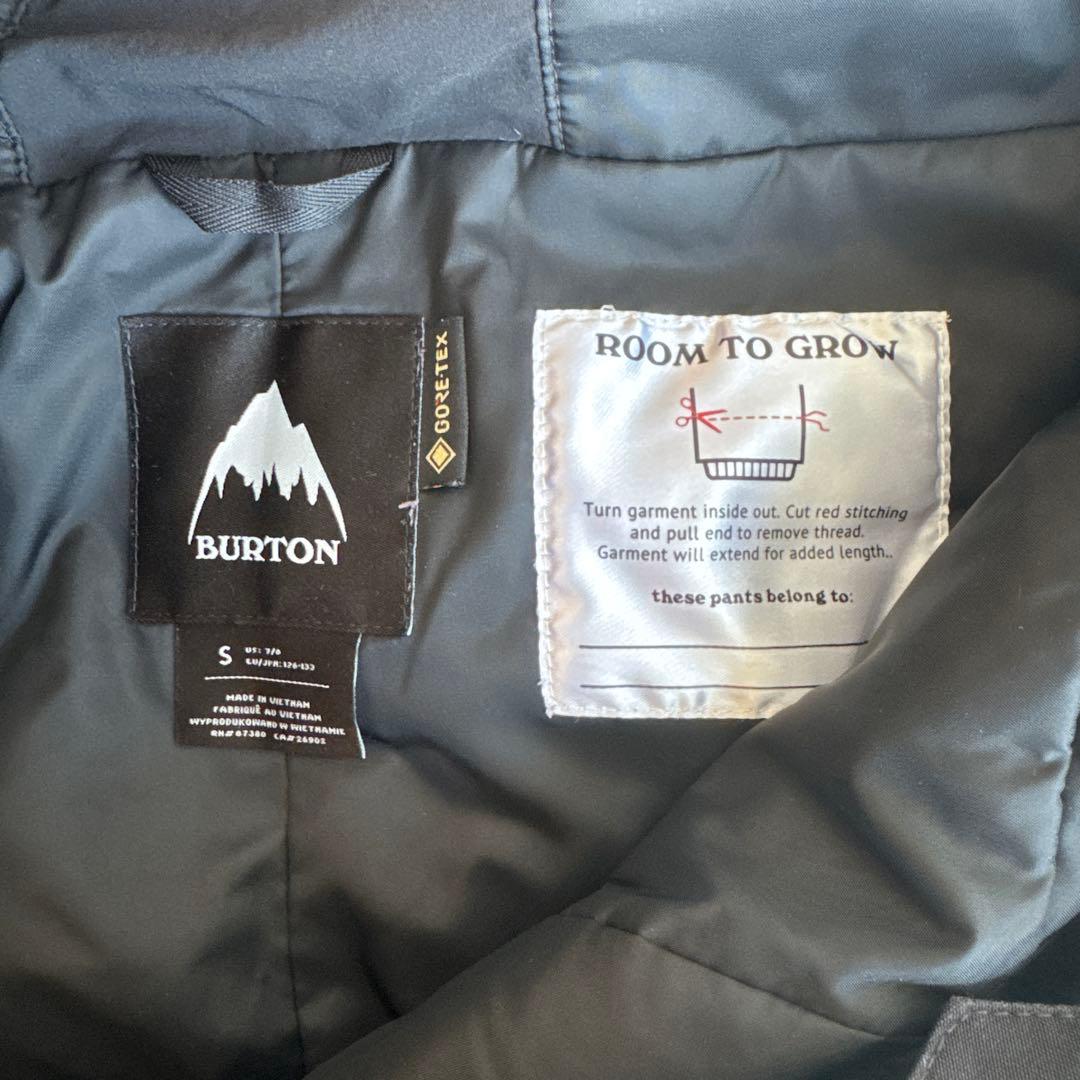 BURTON
GORE-TEX
S
US: 7/8
EU/JPN: 126-133
MADE IN VIETNAM
FABRIQUÉ AU VIETNAM
WYPRODUKOWANO W WIETNAMIE
RN# 87380 CA# 26902
ROOM TO GROW
Turn garment inside out. Cut red stitching
and pull end to remove thread.
Garment will extend for added length..
these pants belong to: